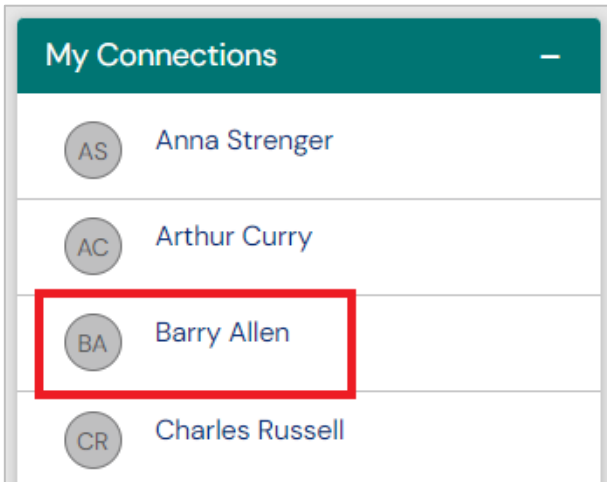 My Connections –
AS Anna Strenger
AC Arthur Curry
BA Barry Allen
CR Charles Russell